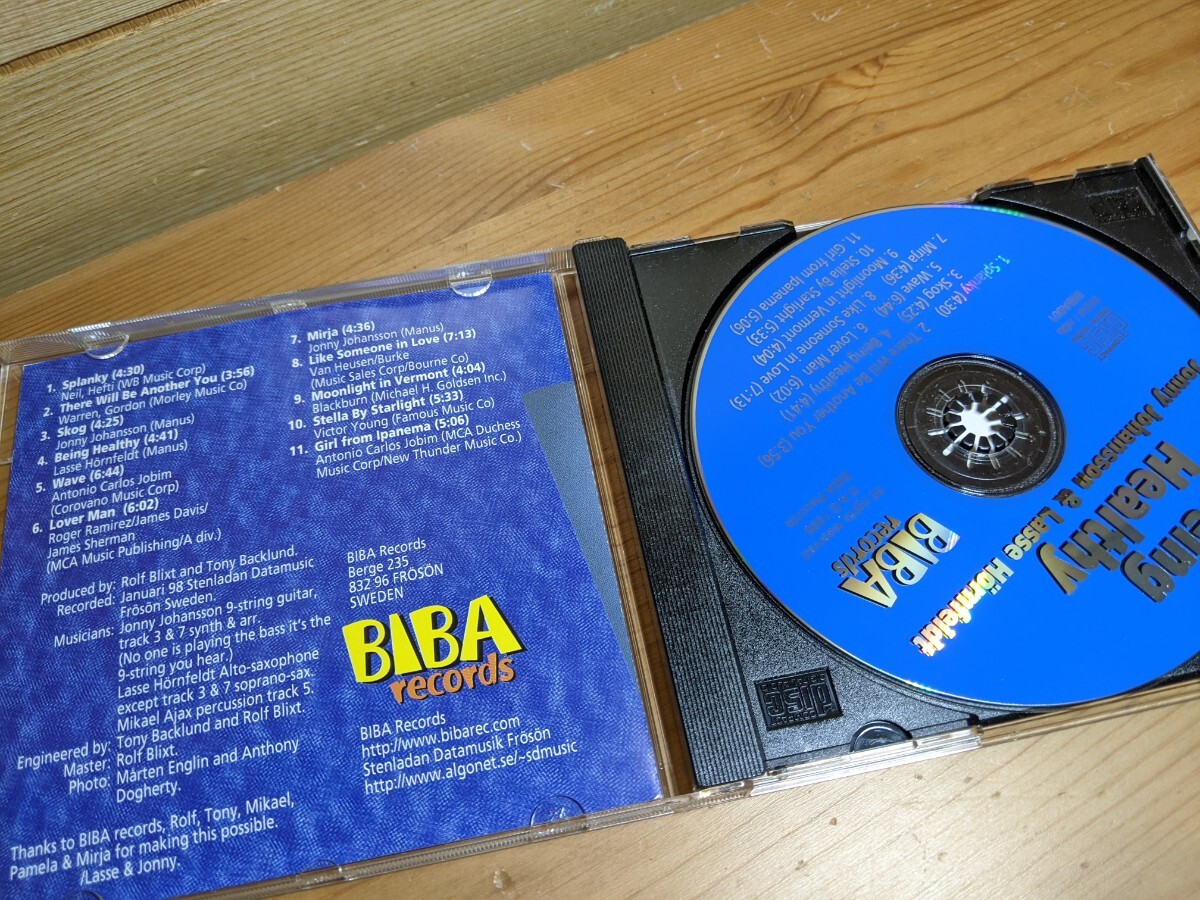 1. Splanky (4:30)
Neil, Hefti (WB Music Corp)
2. There Will Be Another You (3:56)
Warren, Gordon (Morley Music Co)
3. Skog (4:25)
Jonny Johansson (Manus)
4. Being Healthy (4:41)
Lasse Hörnfeldt (Manus)
5. Wave (6:44)
Antonio Carlos Jobim
(Corovano Music Corp)
6. Lover Man (6:02)
Roger Ramirez/James Davis/
James Sherman
(MCA Music Publishing/A div.)
7. Mirja (4:36)
Jonny Johansson (Manus)
8. Like Someone in Love (7:13)
Van Heusen/Burke
(Music Sales Corp/Bourne Co)
9. Moonlight in Vermont (4:04)
Blackburn (Michael H. Goldsen Inc.)
10. Stella By Starlight (5:33)
Victor Young (Famous Music Co)
11. Girl from Ipanema (5:06)
Antonio Carlos Jobim (MCA Duchess
Music Corp/New Thunder Music Co.)
Produced by: Rolf Blixt and Tony Backlund.
Recorded: Januari 98 Stenladan Datamusic
Frösön Sweden.
Musicians: Jonny Johansson 9-string guitar,
track 3 & 7 synth & arr.
(No one is playing the bass it's the
9-string you hear.)
Lasse Hörnfeldt Alto-saxophone
except track 3 & 7 soprano-sax.
Mikael Ajax percussion track 5.
Engineered by: Tony Backlund and Rolf Blixt.
Master: Rolf Blixt.
Photo: Mårten Englin and Anthony
Dogherty.
Thanks to BIBA records, Rolf, Tony, Mikael,
Pamela & Mirja for making this possible.
/Lasse & Jonny.
BIBA Records
Berge 235
832 96 FRÖSÖN
SWEDEN
BIBA
records
BIBA Records
http://www.bibarec.com
Stenladan Datamusik Frösön
http://www.algonet.se/~sdmusic
1. Splanky (4:30)
2. There will Be Another You (3:56)
3. Skog (4:25)
4. Being Healthy (4:41)
5. Wave (6:44)
6. Lover Man (6:02)
7. Mirja (4:36)
8. Like Someone in Love (7:13)
9. Moonlight in Vermont (4:04)
10. Stella By Starlight (5:33)
11. Girl from Ipanema (5:06)
BIBA
records
Healthy
Jonny Johansson & Lasse Hörnfeldt
COMPACT
disc